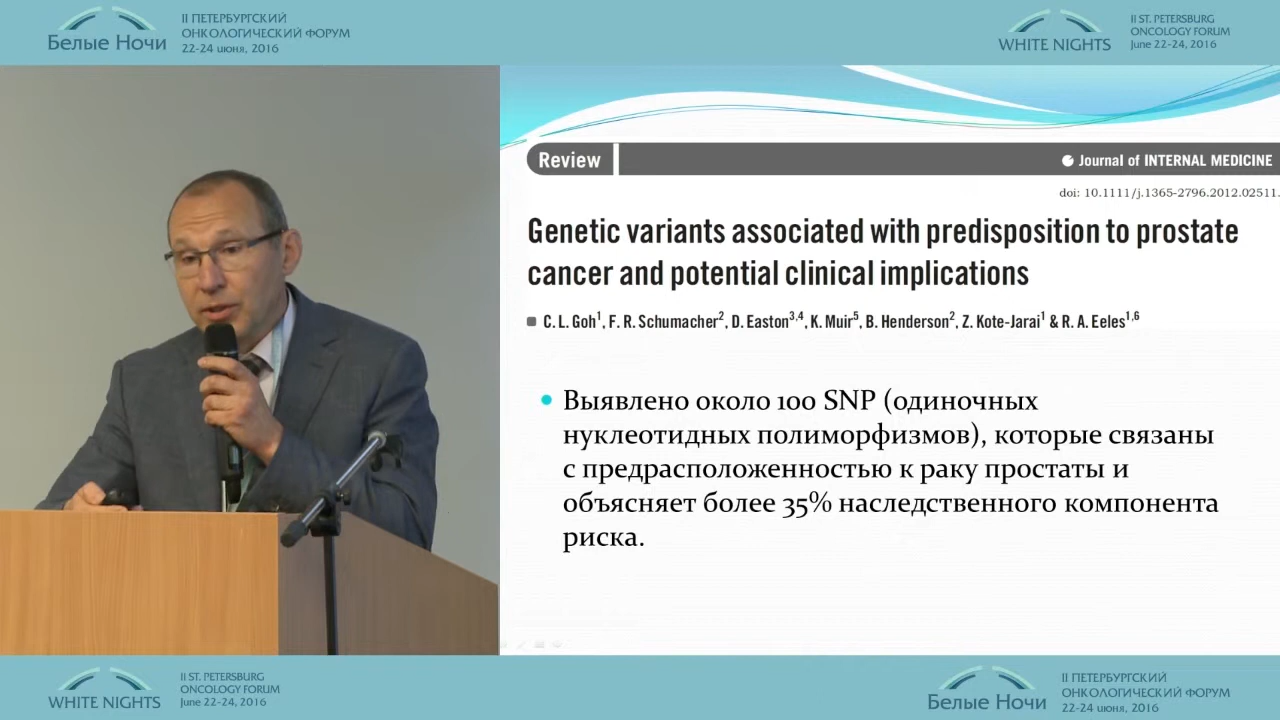 II ПЕТЕРБУРГСКИЙ
ОНКОЛОГИЧЕСКИЙ ФОРУМ
Белые Ночи
22-24 июня, 2016
II ST. PETERSBURG
ONCOLOGY FORUM
WHITE NIGHTS
June 22-24, 2016
Review
Journal of INTERNAL MEDICINE
doi: 10.1111/j.1365-2796.2012.02511.
Genetic variants associated with predisposition to prostate
cancer and potential clinical implications
C. L. Goh1, F. R. Schumacher2, D. Easton3,4, K. Muir5, B. Henderson2, Z. Kote-Jarai1 & R. A. Eeles1,6
• Выявлено около 100 SNP (одиночных
нуклеотидных полиморфизмов), которые связаны
с предрасположенностью к раку простаты и
объясняет более 35% наследственного компонента
риска.
II ST. PETERSBURG
ONCOLOGY FORUM
WHITE NIGHTS
June 22-24, 2016
II ПЕТЕРБУРГСКИЙ
ОНКОЛОГИЧЕСКИЙ ФОРУМ
Белые Ночи
22-24 июня, 2016